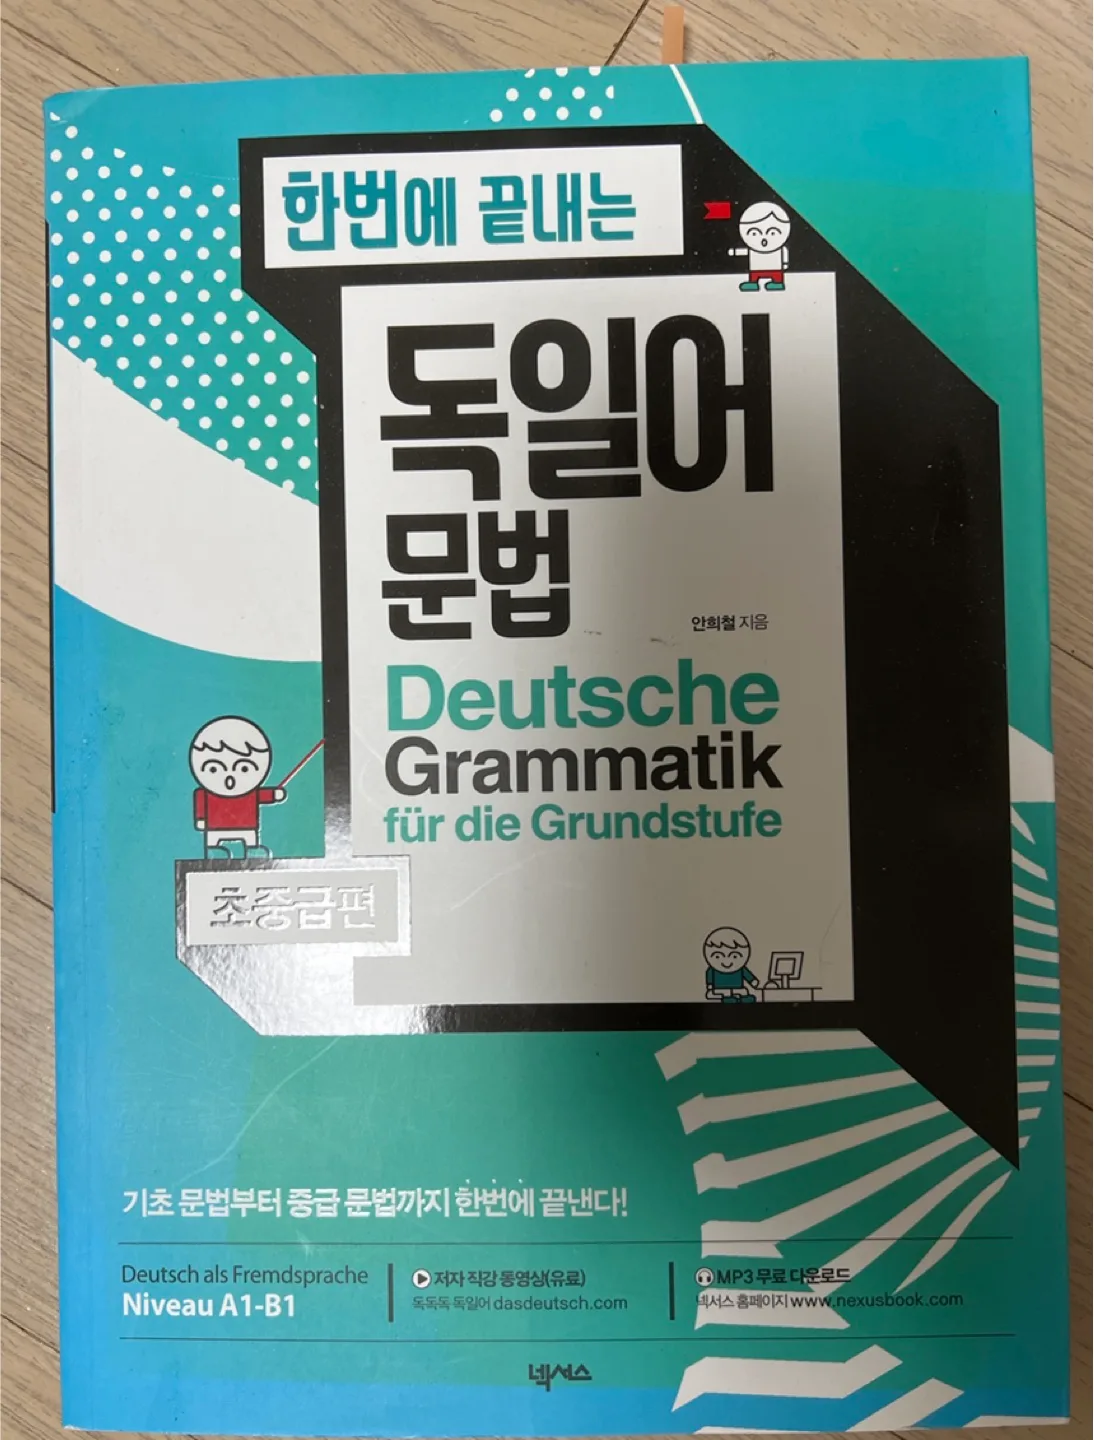 한번에 끝내는
독일어
문법
안희철 지음
Deutsche
Grammatik
für die Grundstufe
초중급편
기초 문법부터 중급 문법까지 한번에 끝낸다!
Deutsch als Fremdsprache
Niveau A1-B1
저자 직강 동영상(유료)
독독독 독일어 dasdeutsch.com
MP3 무료 다운로드
넥서스 홈페이지 www.nexusbook.com
넥서스